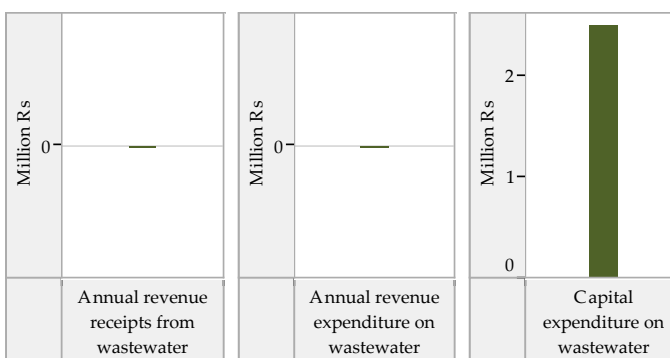 Million Rs
0
Annual revenue
receipts from
wastewater
Million Rs
0
Annual revenue
expenditure on
wastewater
Million Rs
2
1
0
Capital
expenditure on
wastewater